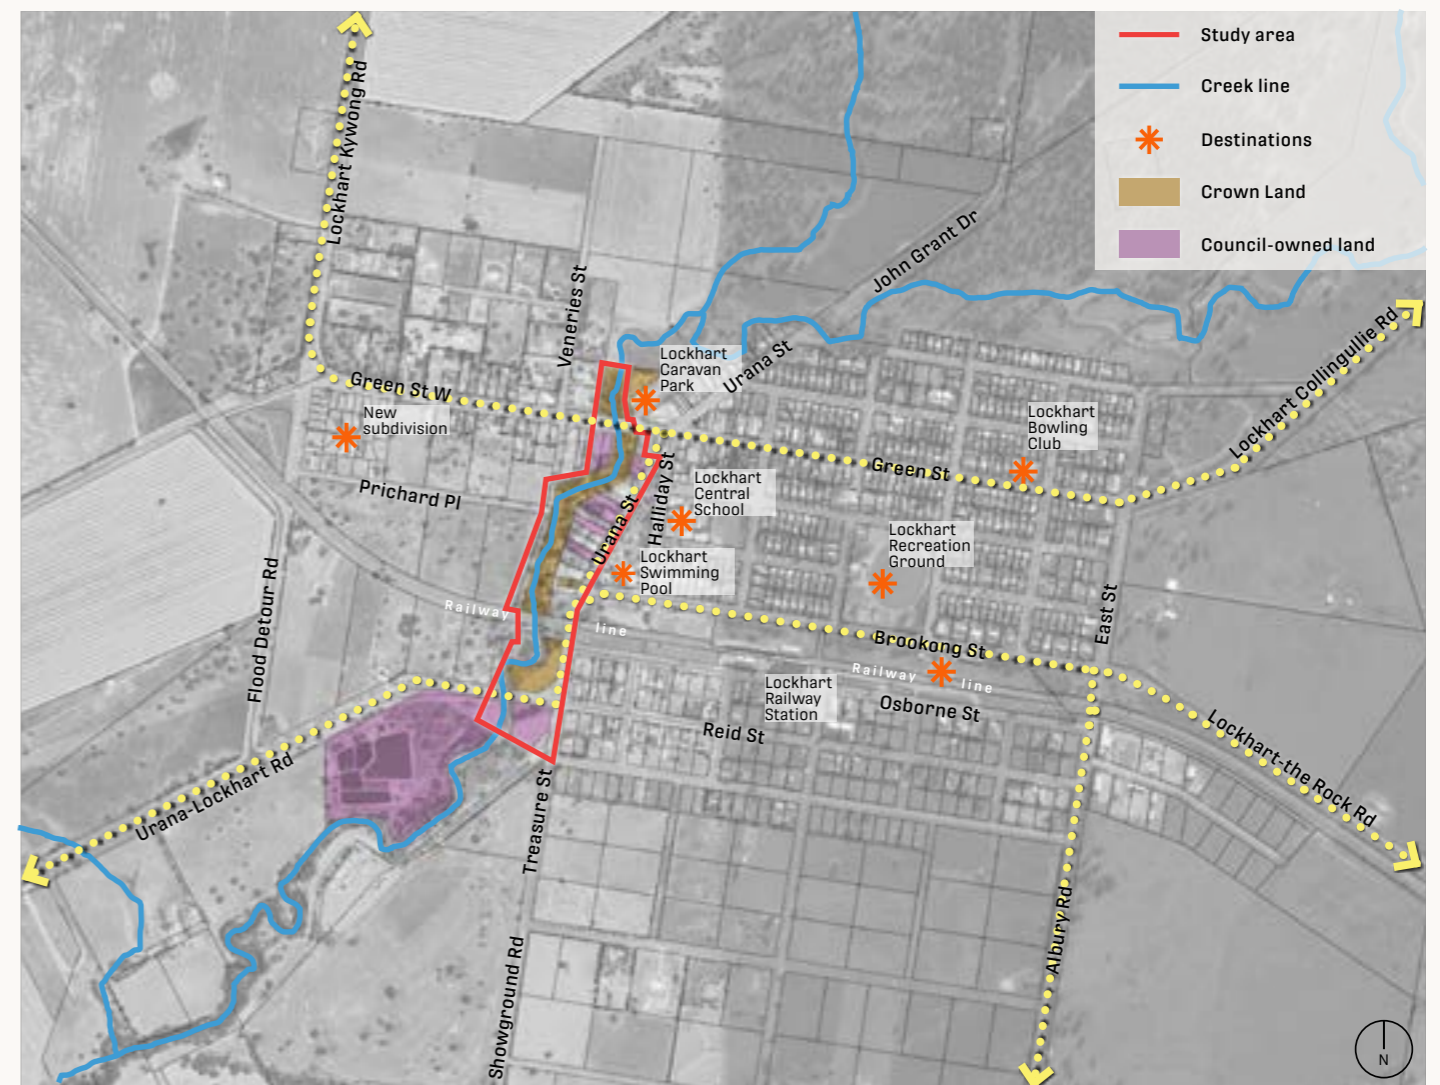 Study area
Creek line
Destinations
Crown Land
Council-owned land
Lockhart Kywong Rd
John Grant Dr
Veneries St
Lockhart Collingullie Rd
Urana St
Lockhart
Caravan
Park
Green St W
New
subdivision
Lockhart
Bowling
Club
Green St
Halliday St
Lockhart
Central
School
Prichard Pl
Urana St
Lockhart
Recreation
Ground
Lockhart
Swimming
Pool
Flood Detour Rd
Railway
line
East St
Brookong St
Railway
line
Lockhart
Railway
Station
Osborne St
Reid St
Lockhart-the Rock Rd
Urana-Lockhart Rd
Treasure St
Albury Rd
Showground Rd
N